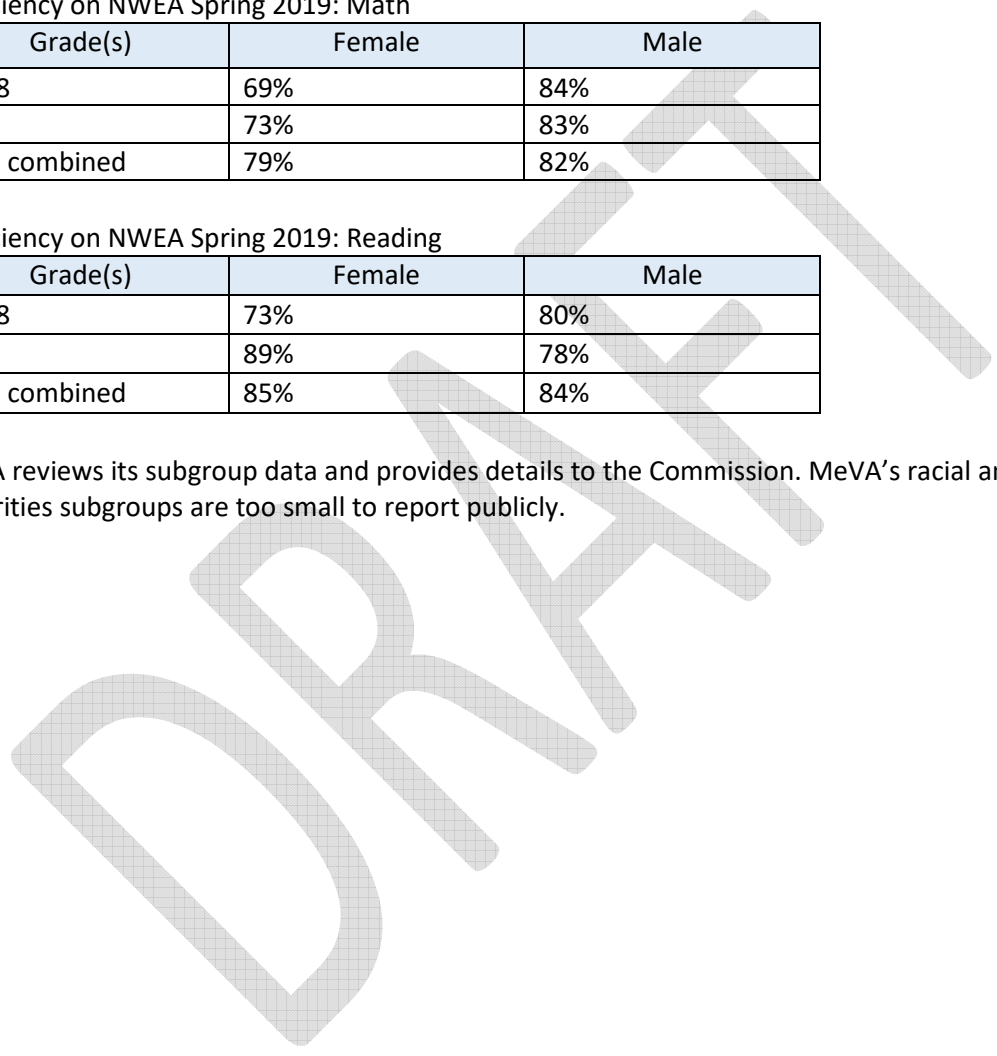 iency on NWEA Spring 2019: Math
Grade(s) Female Male
8 69% 84%
73% 83%
combined 79% 82%
iency on NWEA Spring 2019: Reading
Grade(s) Female Male
8 73% 80%
89% 78%
combined 85% 84%
A reviews its subgroup data and provides details to the Commission. MeVA’s racial a
rities subgroups are too small to report publicly.
DRAFT